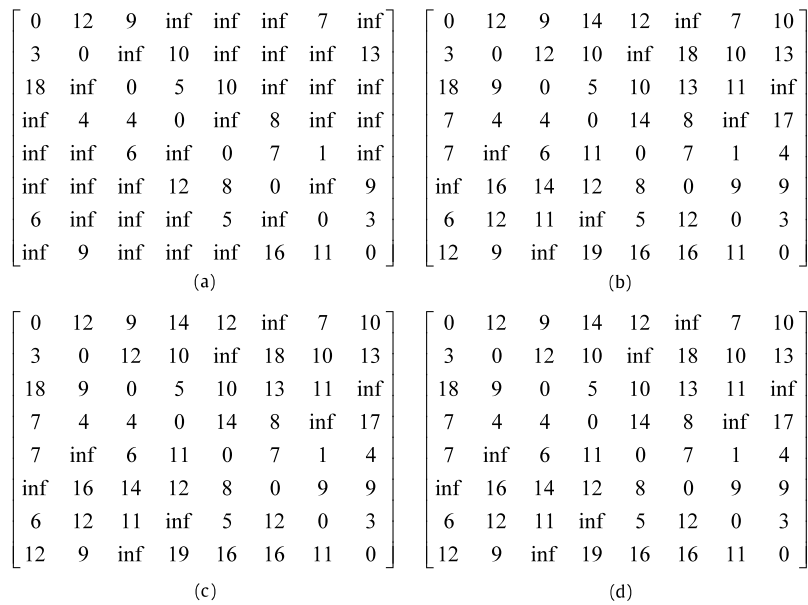 0 12 9 inf inf inf 7 inf
3 0 inf 10 inf inf inf 13
18 inf 0 5 10 inf inf inf
inf 4 4 0 inf 8 inf inf
inf inf 6 inf 0 7 1 inf
inf inf inf 12 8 0 inf 9
6 inf inf inf 5 inf 0 3
inf 9 inf inf inf 16 11 0
(a)
0 12 9 14 12 inf 7 10
3 0 12 10 inf 18 10 13
18 9 0 5 10 13 11 inf
7 4 4 0 14 8 inf 17
7 inf 6 11 0 7 1 4
inf 16 14 12 8 0 9 9
6 12 11 inf 5 12 0 3
12 9 inf 19 16 16 11 0
(b)
0 12 9 14 12 inf 7 10
3 0 12 10 inf 18 10 13
18 9 0 5 10 13 11 inf
7 4 4 0 14 8 inf 17
7 inf 6 11 0 7 1 4
inf 16 14 12 8 0 9 9
6 12 11 inf 5 12 0 3
12 9 inf 19 16 16 11 0
(c)
0 12 9 14 12 inf 7 10
3 0 12 10 inf 18 10 13
18 9 0 5 10 13 11 inf
7 4 4 0 14 8 inf 17
7 inf 6 11 0 7 1 4
inf 16 14 12 8 0 9 9
6 12 11 inf 5 12 0 3
12 9 inf 19 16 16 11 0
(d)